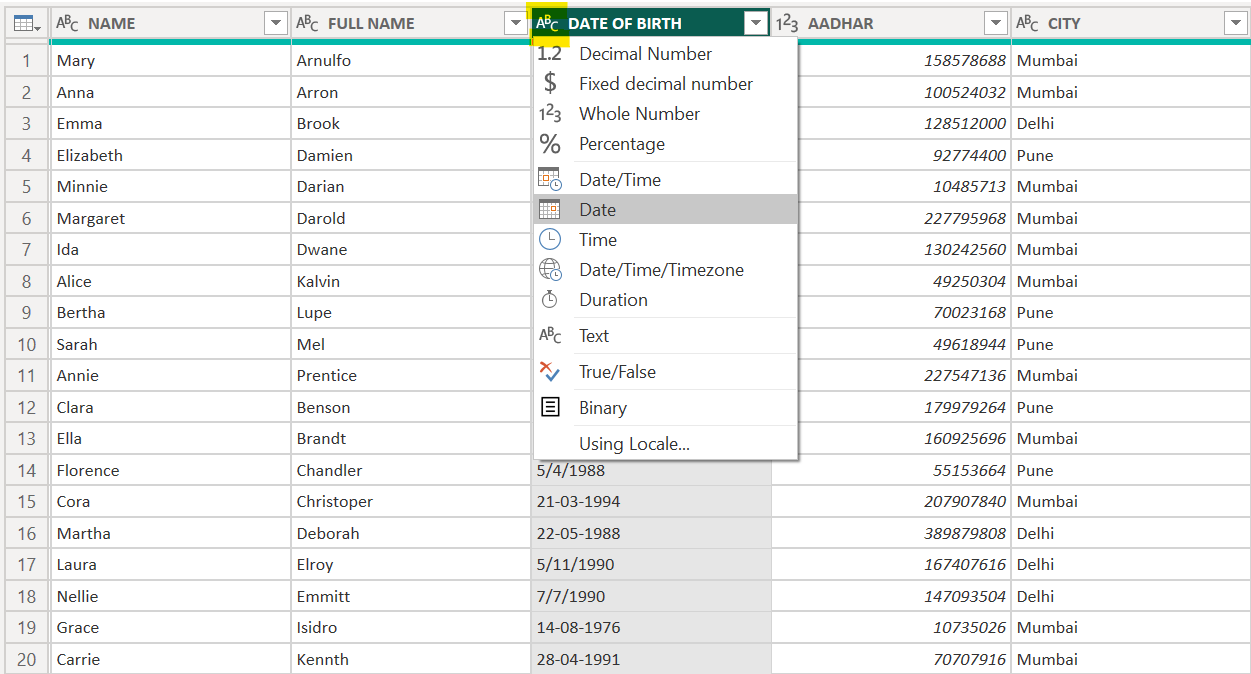 ABC NAME ABC FULL NAME ABC DATE OF BIRTH 123 AADHAR ABC CITY
1.2 Decimal Number
$ Fixed decimal number
123 Whole Number
% Percentage
Date/Time
Date
Time
Date/Time/Timezone
Duration
ABC Text
True/False
Binary
Using Locale...
1 Mary Arnulfo 158578688 Mumbai
2 Anna Arron 100524032 Mumbai
3 Emma Brook 128512000 Delhi
4 Elizabeth Damien 92774400 Pune
5 Minnie Darian 10485713 Mumbai
6 Margaret Darold 227795968 Mumbai
7 Ida Dwane 130242560 Mumbai
8 Alice Kalvin 49250304 Mumbai
9 Bertha Lupe 70023168 Pune
10 Sarah Mel 49618944 Pune
11 Annie Prentice 227547136 Mumbai
12 Clara Benson 179979264 Pune
13 Ella Brandt 160925696 Mumbai
14 Florence Chandler 5/4/1988 55153664 Pune
15 Cora Christoper 21-03-1994 207907840 Mumbai
16 Martha Deborah 22-05-1988 389879808 Delhi
17 Laura Elroy 5/11/1990 167407616 Delhi
18 Nellie Emmitt 7/7/1990 147093504 Delhi
19 Grace Isidro 14-08-1976 10735026 Mumbai
20 Carrie Kennth 28-04-1991 70707916 Mumbai